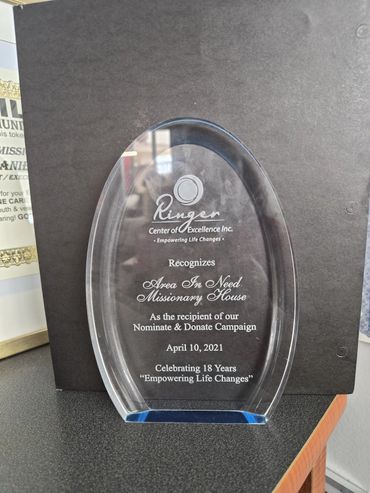 Ringer
Center of Excellence Inc.
• Empowering Life Changes •
Recognizes
Area In Need
Missionary House
As the recipient of our
Nominate & Donate Campaign
April 10, 2021
Celebrating 18 Years
“Empowering Life Changes”